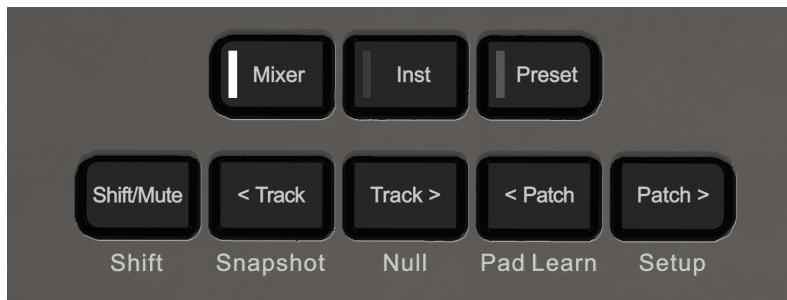 Mixer Inst Preset
Shift/Mute < Track Track > < Patch Patch >
Shift Snapshot Null Pad Learn Setup